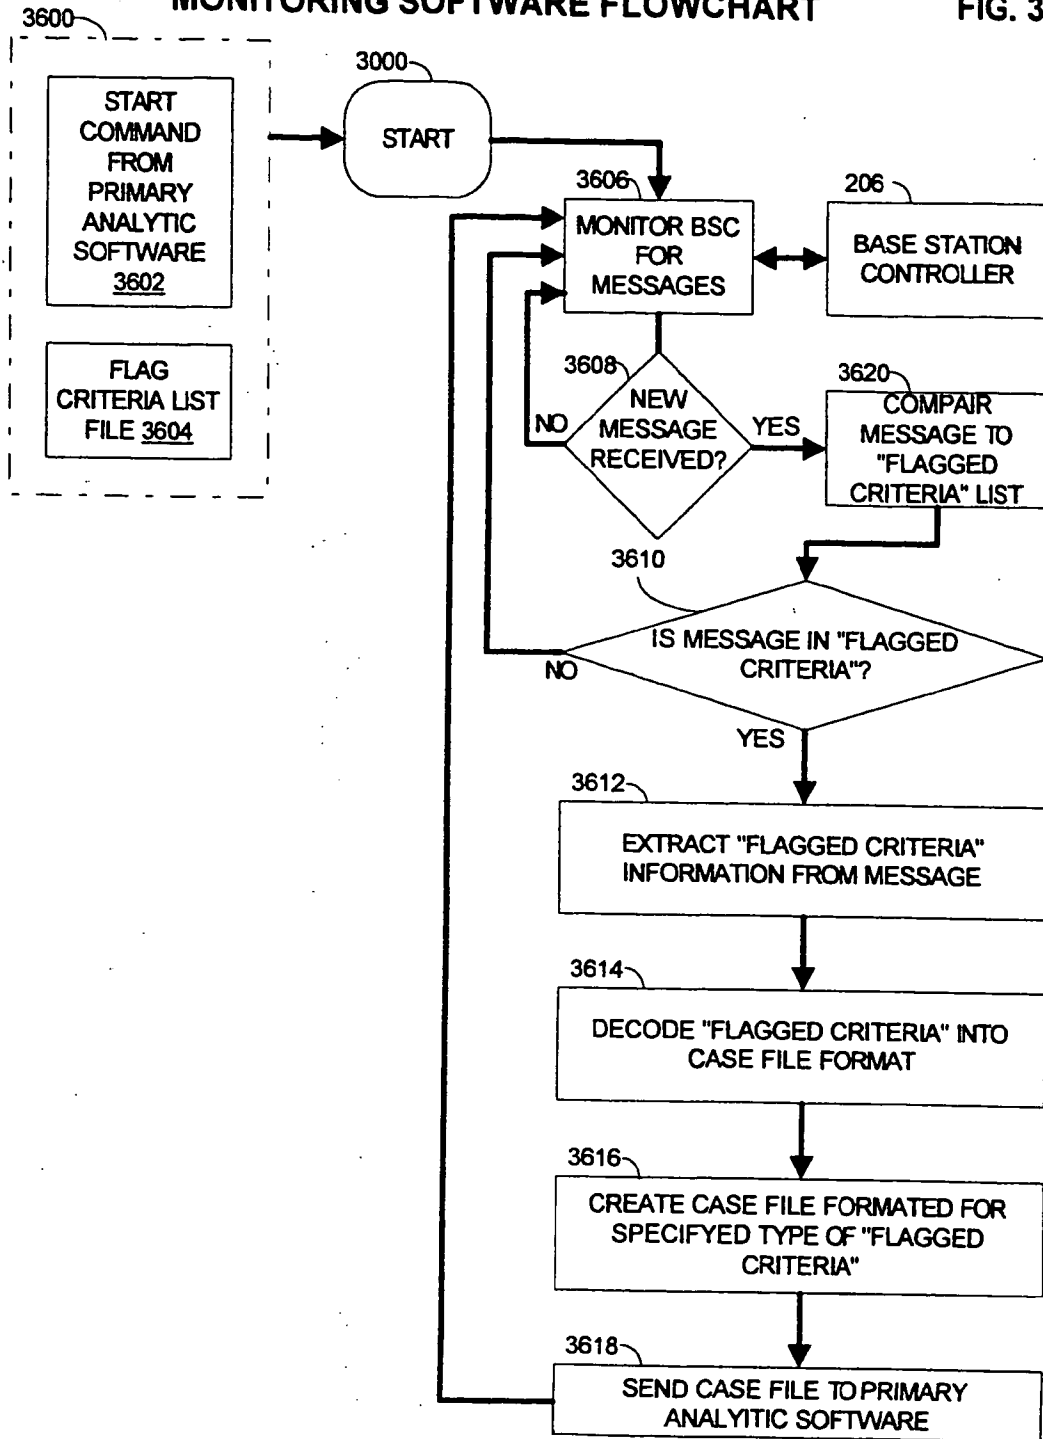 MONITORING SOFTWARE FLOWCHART
FIG. 3
3600
START
COMMAND
FROM
PRIMARY
ANALYTIC
SOFTWARE
3602
FLAG
CRITERIA LIST
FILE 3604
3000
START
3606
MONITOR BSC
FOR
MESSAGES
206
BASE STATION
CONTROLLER
3608
NEW
MESSAGE
RECEIVED?
NO
YES
3620
COMPAIR
MESSAGE TO
"FLAGGED
CRITERIA" LIST
3610
IS MESSAGE IN "FLAGGED
CRITERIA"?
NO
YES
3612
EXTRACT "FLAGGED CRITERIA"
INFORMATION FROM MESSAGE
3614
DECODE "FLAGGED CRITERIA" INTO
CASE FILE FORMAT
3616
CREATE CASE FILE FORMATED FOR
SPECIFYED TYPE OF "FLAGGED
CRITERIA"
3618
SEND CASE FILE TO PRIMARY
ANALYITIC SOFTWARE